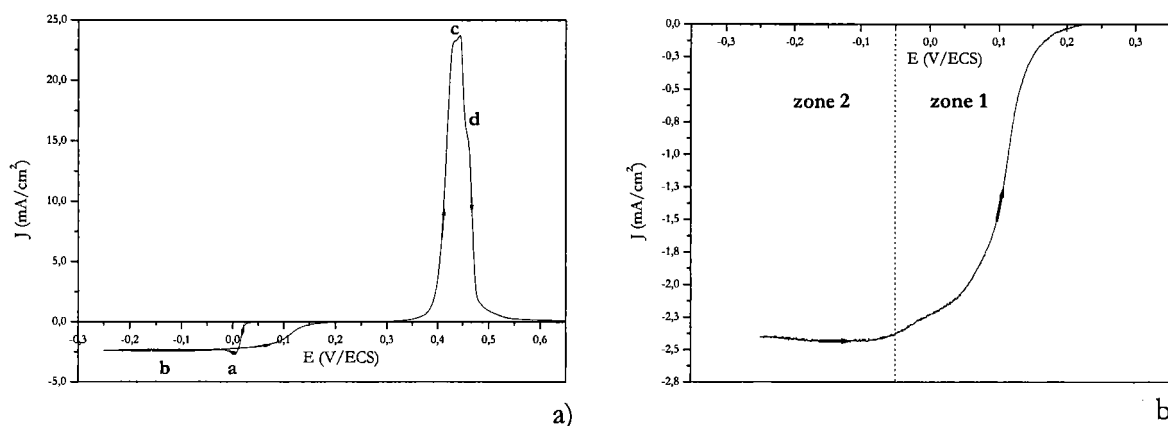 25,0
20,0
15,0
10,0
5,0
0,0
-5,0
J (mA/cm²)
-0,3 -0,2 -0,1 0,0 0,1 0,2 0,3 0,4 0,5 0,6
E (V/ECS)
c
d
b
a
a)
0,0
-0,3
-0,5
-0,8
-1,0
-1,3
-1,5
-1,8
-2,0
-2,3
-2,5
-2,8
J (mA/cm²)
-0,3 -0,2 -0,1 0,0 0,1 0,2 0,3
E (V/ECS)
zone 2 zone 1
b